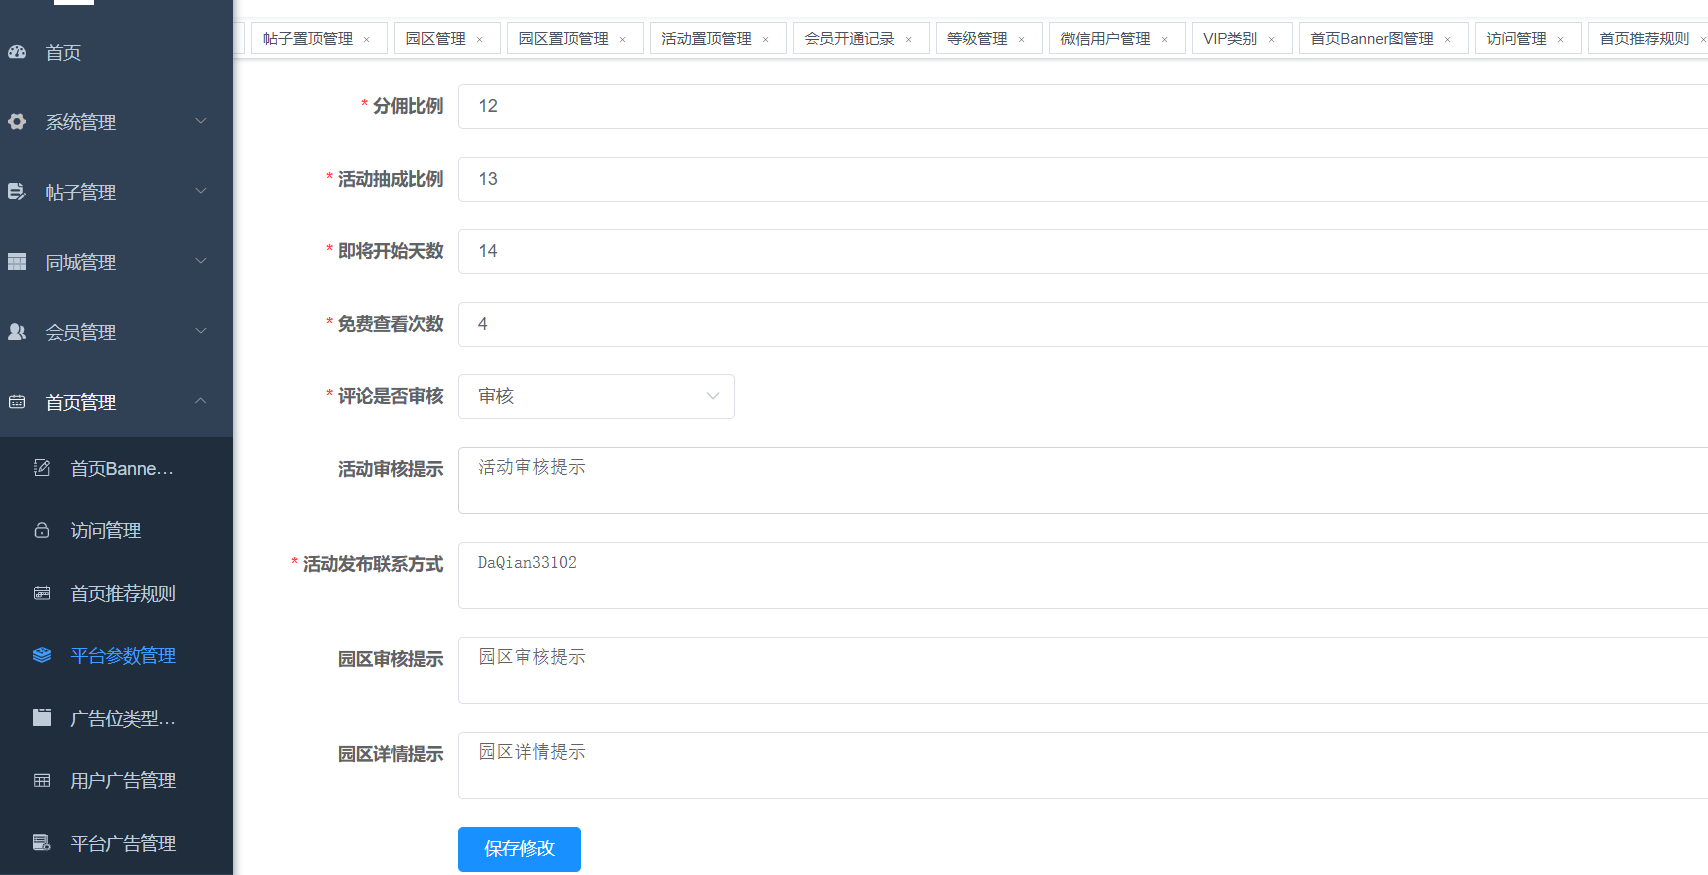 首页
系统管理
帖子管理
同城管理
会员管理
首页管理
首页Banne...
访问管理
首页推荐规则
平台参数管理
广告位类型...
用户广告管理
平台广告管理
帖子置顶管理 × 园区管理 × 园区置顶管理 × 活动置顶管理 × 会员开通记录 × 等级管理 × 微信用户管理 × VIP类别 × 首页Banner图管理 × 访问管理 × 首页推荐规则 ×
* 分佣比例 12
* 活动抽成比例 13
* 即将开始天数 14
* 免费查看次数 4
* 评论是否审核 审核
活动审核提示 活动审核提示
* 活动发布联系方式 DaQian33102
园区审核提示 园区审核提示
园区详情提示 园区详情提示
保存修改